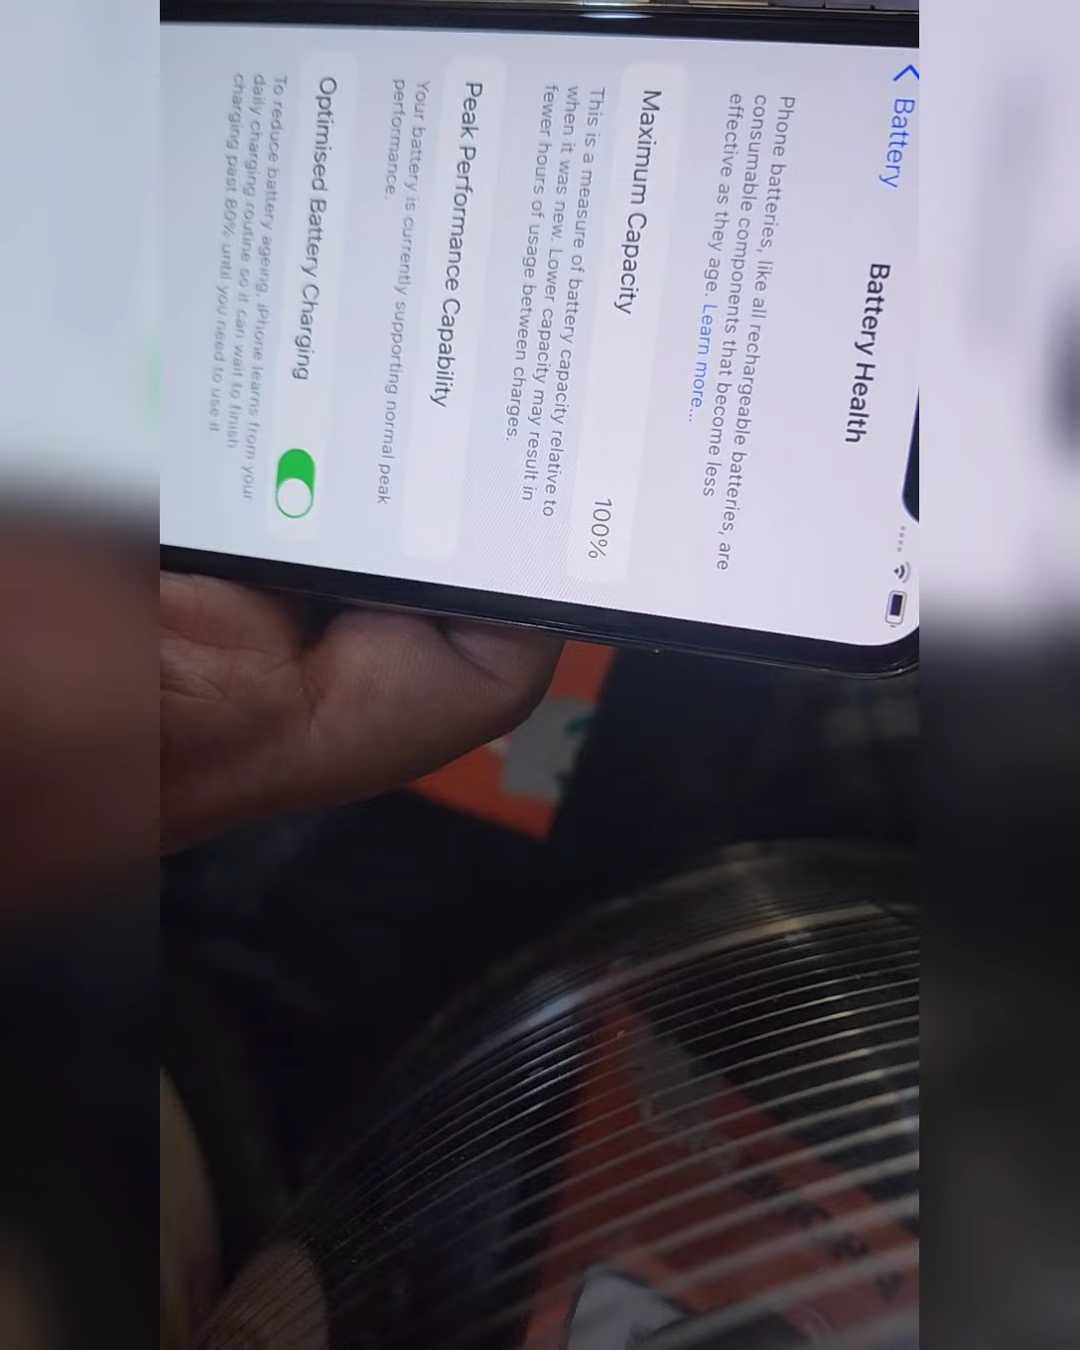 Battery
Battery Health
Phone batteries, like all rechargeable batteries, are
consumable components that become less
effective as they age. Learn more...
Maximum Capacity
100%
This is a measure of battery capacity relative to
when it was new. Lower capacity may result in
fewer hours of usage between charges.
Peak Performance Capability
Your battery is currently supporting normal peak
performance.
Optimised Battery Charging
To reduce battery ageing, iPhone learns from your
daily charging routine so it can wait to finish
charging past 80% until you need to use it.